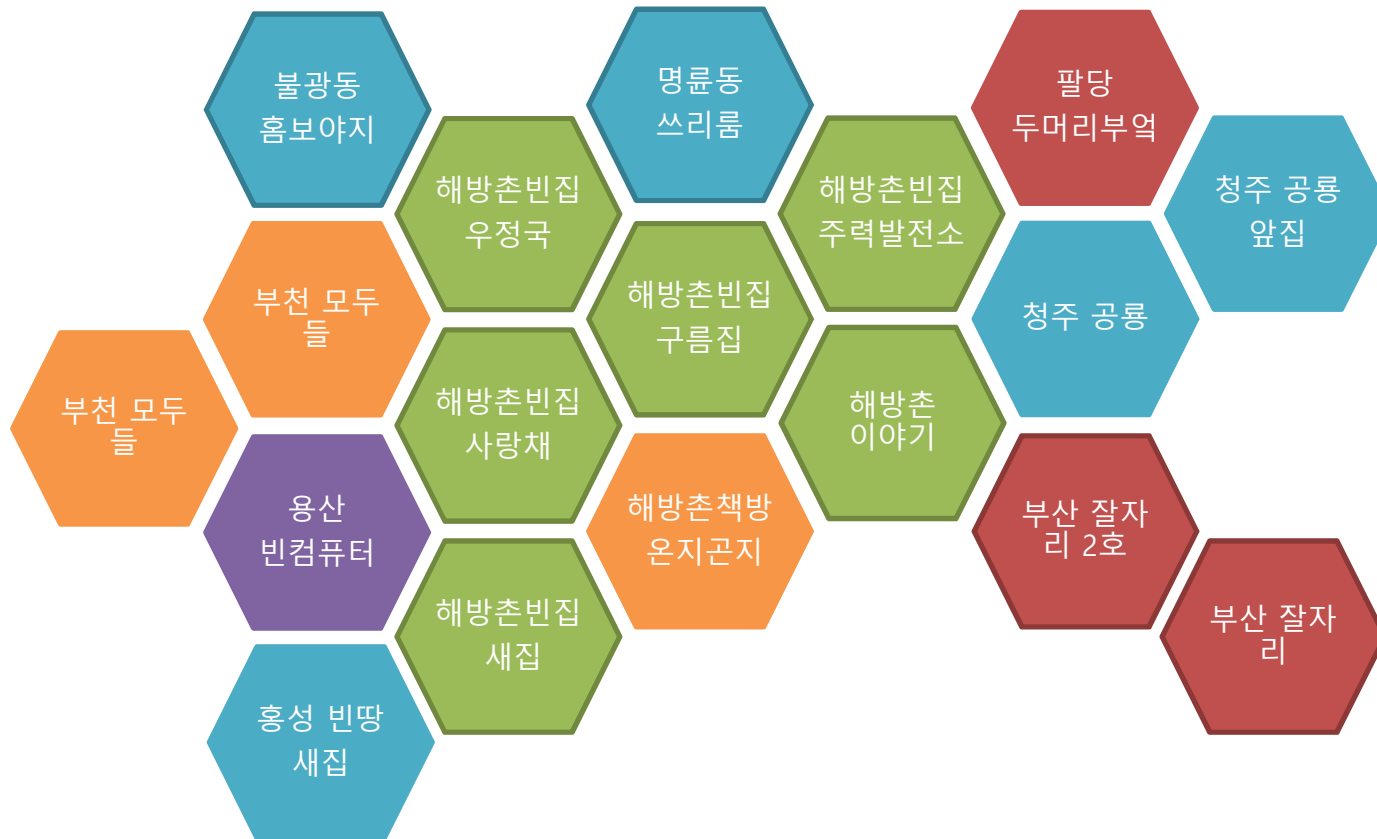 불광동
홈보야지
명륜동
쓰리룸
팔당
두머리부엌
해방촌빈집
우정국
해방촌빈집
주력발전소
청주 공룡
앞집
부천 모두
들
해방촌빈집
구름집
청주 공룡
부천 모두
들
해방촌빈집
사랑채
해방촌
이야기
용산
빈컴퓨터
해방촌책방
온지곤지
부산 잘자
리 2호
해방촌빈집
새집
부산 잘자
리
홍성 빈땅
새집